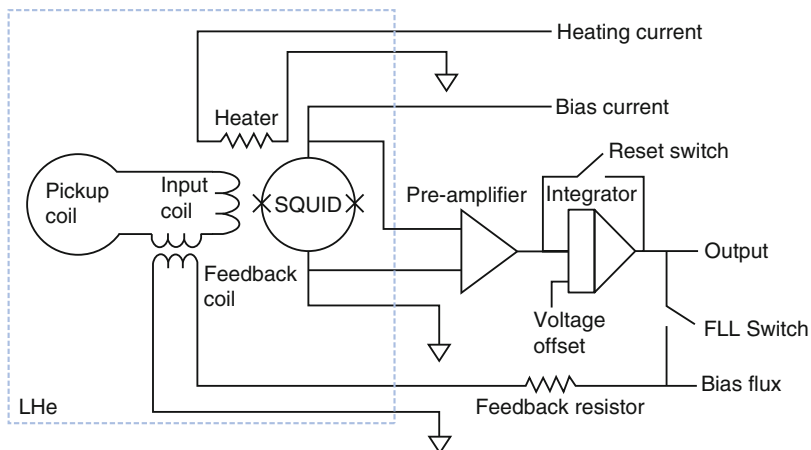 Heating current
Heater
Bias current
Reset switch
Pickup
coil
Input
coil
SQUID
Pre-amplifier
Integrator
Output
Feedback
coil
Voltage
offset
FLL Switch
Bias flux
LHe
Feedback resistor